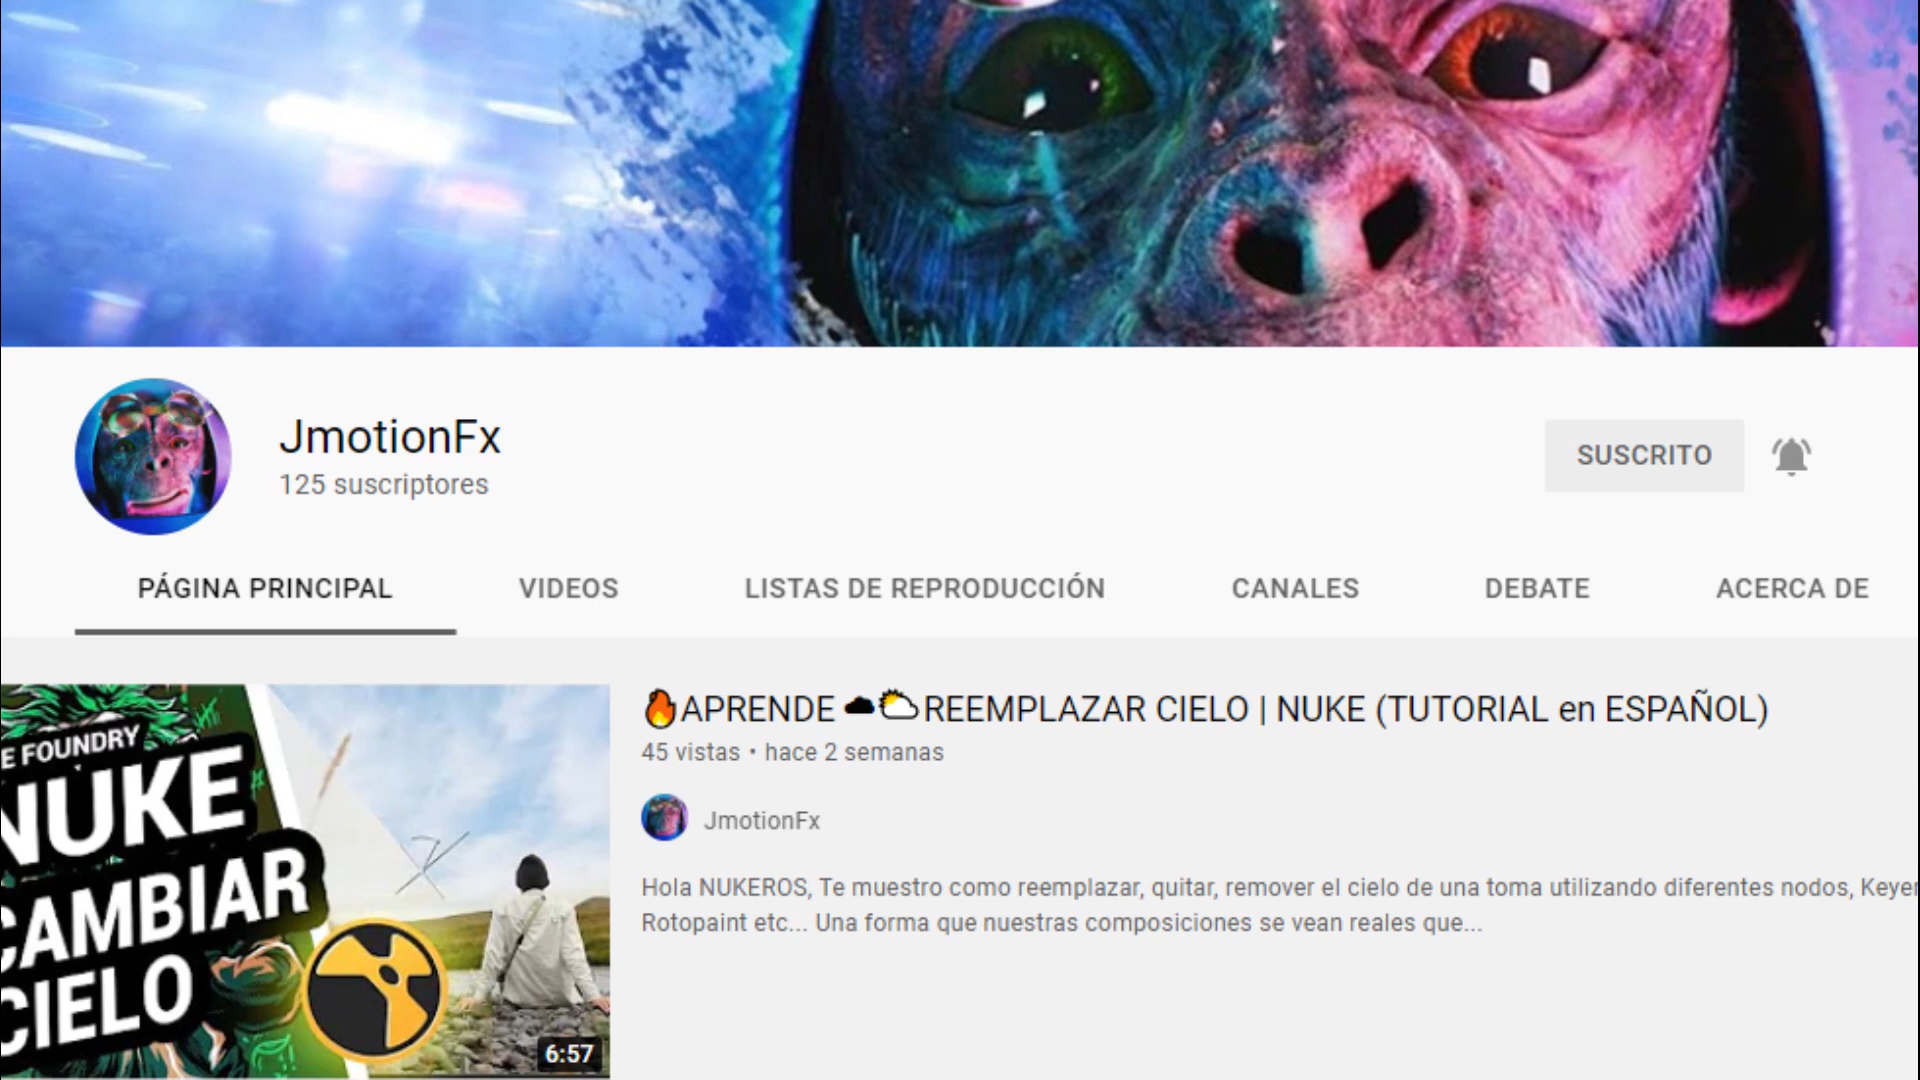 JmotionFx
125 suscriptores
SUSCRITO
PÁGINA PRINCIPAL
VIDEOS
LISTAS DE REPRODUCCIÓN
CANALES
DEBATE
ACERCA DE
E FOUNDRY
NUKE
CAMBIAR
CIELO
6:57
🔥APRENDE ☁⛅REEMPLAZAR CIELO | NUKE (TUTORIAL en ESPAÑOL)
45 vistas • hace 2 semanas
JmotionFx
Hola NUKEROS, Te muestro como reemplazar, quitar, remover el cielo de una toma utilizando diferentes nodos, Keyer
Rotopaint etc... Una forma que nuestras composiciones se vean reales que...